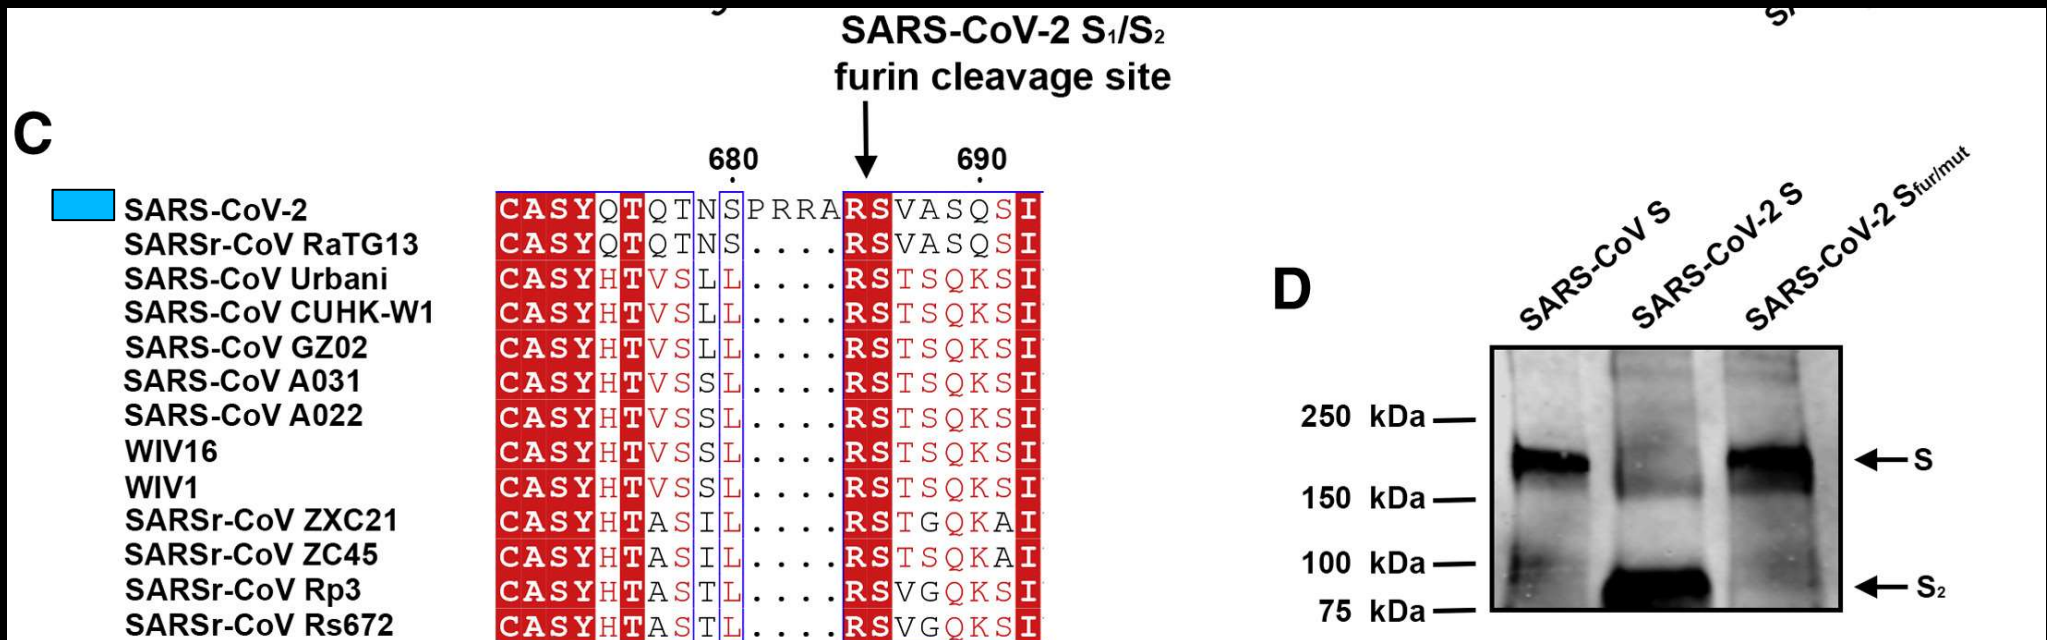 SARS-CoV-2 S₁/S₂
furin cleavage site
C
680
690
SARS-CoV-2 CASYQTQTNSPRRARSVASQSI
SARSr-CoV RaTG13 CASYQTQTNS....RSVASQSI
SARS-CoV Urbani CASYHTVSLL....RSTSQKSI
SARS-CoV CUHK-W1 CASYHTVSLL....RSTSQKSI
SARS-CoV GZ02 CASYHTVSLL....RSTSQKSI
SARS-CoV A031 CASYHTVSSL....RSTSQKSI
SARS-CoV A022 CASYHTVSSL....RSTSQKSI
WIV16 CASYHTVSSL....RSTSQKSI
WIV1 CASYHTVSSL....RSTSQKSI
SARSr-CoV ZXC21 CASYHTASIL....RSTGQKAI
SARSr-CoV ZC45 CASYHTASIL....RSTSQKAI
SARSr-CoV Rp3 CASYHTASTL....RSVGQKSI
SARSr-CoV Rs672 CASYHTASTL....RSVGQKSI
D
SARS-CoV S
SARS-CoV-2 S
SARS-CoV-2 Sfur/mut
250 kDa
150 kDa
100 kDa
75 kDa
S
S₂